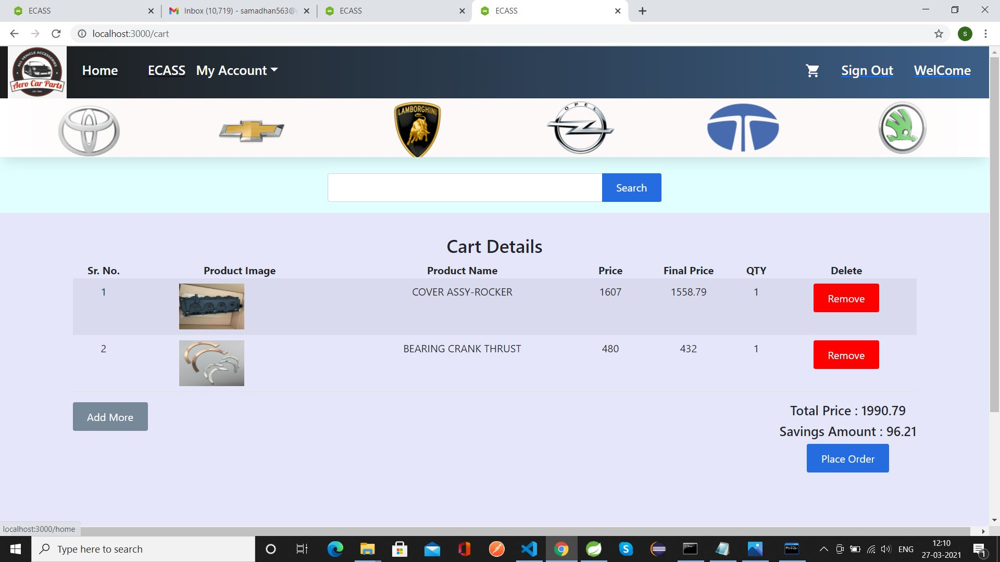 ECASS
Inbox (10,719) - samadhan563@g
ECASS
ECASS
localhost:3000/cart
ALL VEHICLE ACCESSORIES
Aero Car Parts
Home
ECASS
My Account
Sign Out
WelCome
LAMBORGHINI
OPEL
Search
Cart Details
Sr. No. Product Image Product Name Price Final Price QTY Delete
1 COVER ASSY-ROCKER 1607 1558.79 1 Remove
2 BEARING CRANK THRUST 480 432 1 Remove
Add More
Total Price : 1990.79
Savings Amount : 96.21
Place Order
localhost:3000/home
Type here to search
ENG
12:10
27-03-2021
1